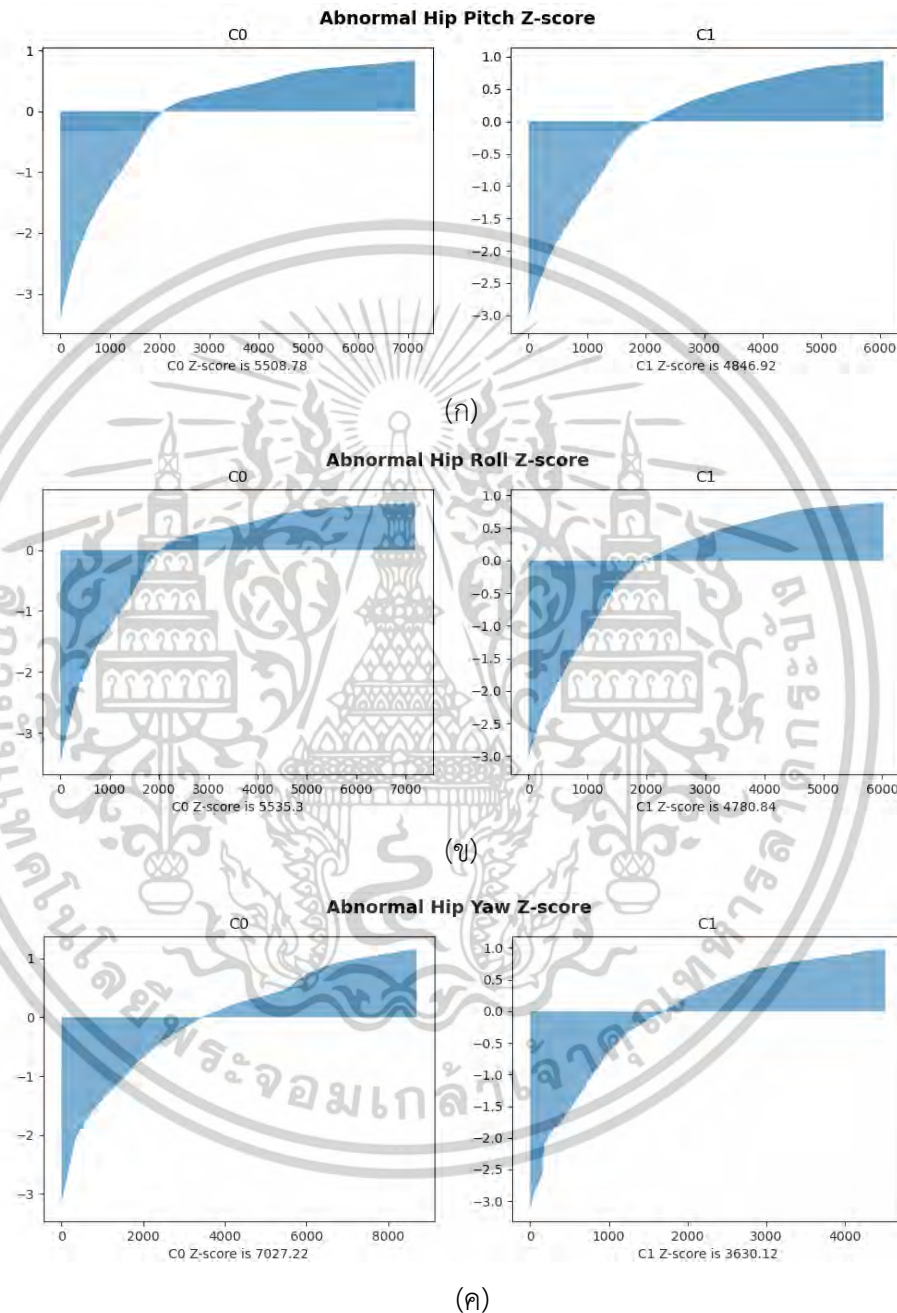 Abnormal Hip Pitch Z-score
C0 C1
1
0
−1
−2
−3
0 1000 2000 3000 4000 5000 6000 7000
C0 Z-score is 5508.78
1.0
0.5
0.0
−0.5
−1.0
−1.5
−2.0
−2.5
−3.0
0 1000 2000 3000 4000 5000 6000
C1 Z-score is 4846.92
(ก)
Abnormal Hip Roll Z-score
C0 C1
0
−1
−2
−3
0 1000 2000 3000 4000 5000 6000 7000
C0 Z-score is 5535.3
1.0
0.5
0.0
−0.5
−1.0
−1.5
−2.0
−2.5
−3.0
0 1000 2000 3000 4000 5000 6000
C1 Z-score is 4780.84
(ข)
Abnormal Hip Yaw Z-score
C0 C1
1
0
−1
−2
−3
0 2000 4000 6000 8000
C0 Z-score is 7027.22
1.0
0.5
0.0
−0.5
−1.0
−1.5
−2.0
−2.5
−3.0
0 1000 2000 3000 4000
C1 Z-score is 3630.12
(ค)